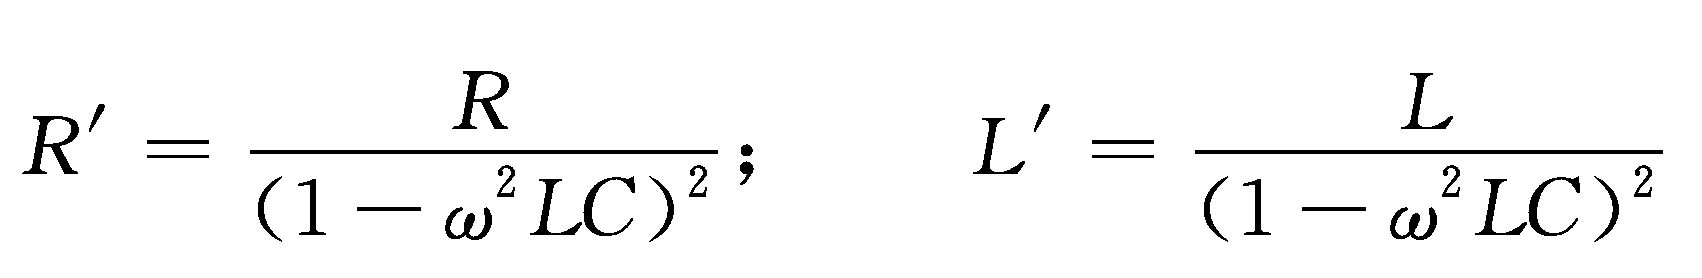 R′ = R/(1 − ω²LC)²; L′ = L/(1 − ω²LC)²